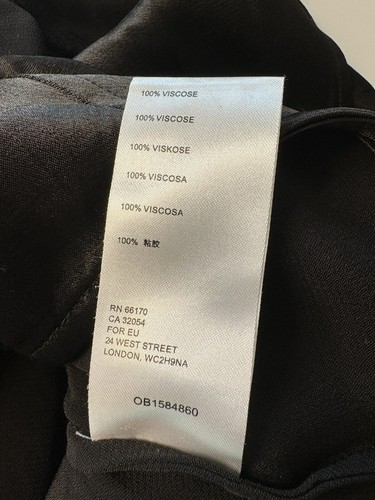 100% VISCOSE
100% VISCOSE
100% VISKOSE
100% VISCOSA
100% VISCOSA
100% 粘胶
RN 66170
CA 32054
FOR EU
24 WEST STREET
LONDON, WC2H9NA
OB1584860